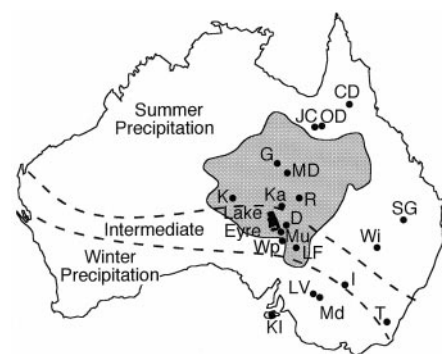 CD
Summer
Precipitation
JC OD
G
MD
K
Ka
R
Lake
D
SG
Intermediate
Eyre
Mu
Wi
Winter
Precipitation
Wp
LF
LV
I
Md
T
KI